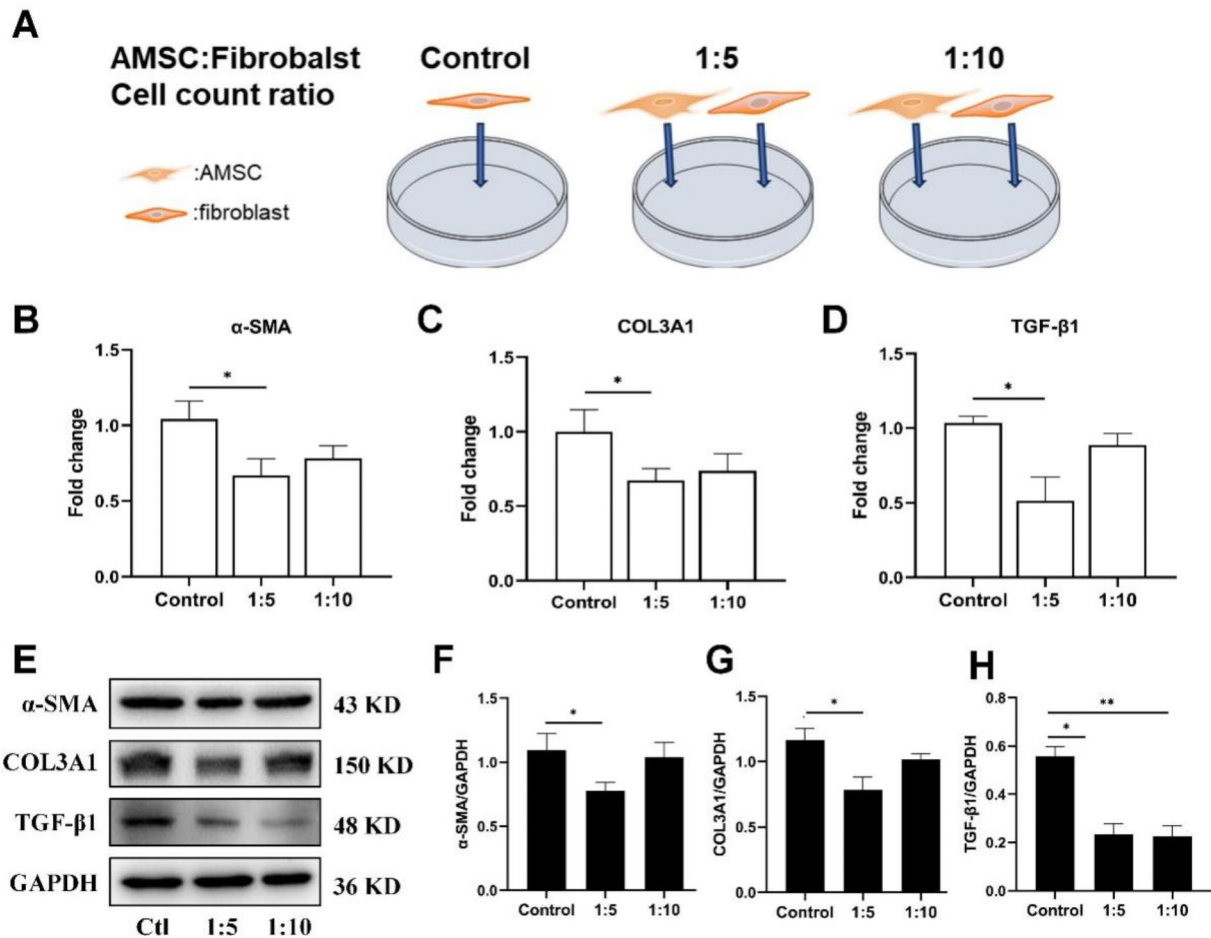 A
AMSC:Fibrobalst
Cell count ratio
Control
1:5
1:10
:AMSC
:fibroblast
B
α-SMA
Fold change
1.5
1.0
0.5
0.0
*
Control 1:5 1:10
C
COL3A1
Fold change
1.5
1.0
0.5
0.0
*
Control 1:5 1:10
D
TGF-β1
Fold change
1.5
1.0
0.5
0.0
*
Control 1:5 1:10
E
α-SMA 43 KD
COL3A1 150 KD
TGF-β1 48 KD
GAPDH 36 KD
Ctl 1:5 1:10
F
α-SMA/GAPDH
1.5
1.0
0.5
0.0
*
Control 1:5 1:10
G
COL3A1/GAPDH
1.5
1.0
0.5
0.0
*
Control 1:5 1:10
H
TGF-β1/GAPDH
0.8
0.6
0.4
0.2
0.0
**
*
Control 1:5 1:10